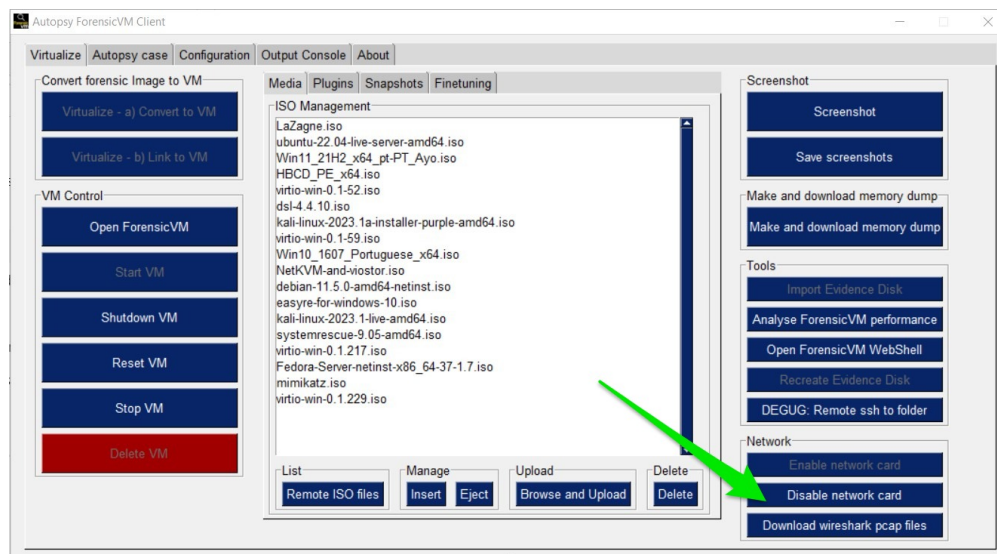 Autopsy ForensicVM Client
Virtualize Autopsy case Configuration Output Console About
Convert forensic Image to VM
Virtualize - a) Convert to VM
Virtualize - b) Link to VM
VM Control
Open ForensicVM
Start VM
Shutdown VM
Reset VM
Stop VM
Delete VM
Media Plugins Snapshots Finetuning
ISO Management
LaZagne.iso
ubuntu-22.04-live-server-amd64.iso
Win11_21H2_x64_pt-PT_Ayo.iso
HBCD_PE_x64.iso
virtio-win-0.1-52.iso
dsl-4.4.10.iso
kali-linux-2023.1a-installer-purple-amd64.iso
virtio-win-0.1-59.iso
Win10_1607_Portuguese_x64.iso
NetKVM-and-viostor.iso
debian-11.5.0-amd64-netinst.iso
easyre-for-windows-10.iso
kali-linux-2023.1-live-amd64.iso
systemrescue-9.05-amd64.iso
virtio-win-0.1.217.iso
Fedora-Server-netinst-x86_64-37-1.7.iso
mimikatz.iso
virtio-win-0.1.229.iso
List Manage Upload Delete
Remote ISO files Insert Eject Browse and Upload Delete
Screenshot
Screenshot
Save screenshots
Make and download memory dump
Make and download memory dump
Tools
Import Evidence Disk
Analyse ForensicVM performance
Open ForensicVM WebShell
Recreate Evidence Disk
DEGUG: Remote ssh to folder
Network
Enable network card
Disable network card
Download wireshark pcap files